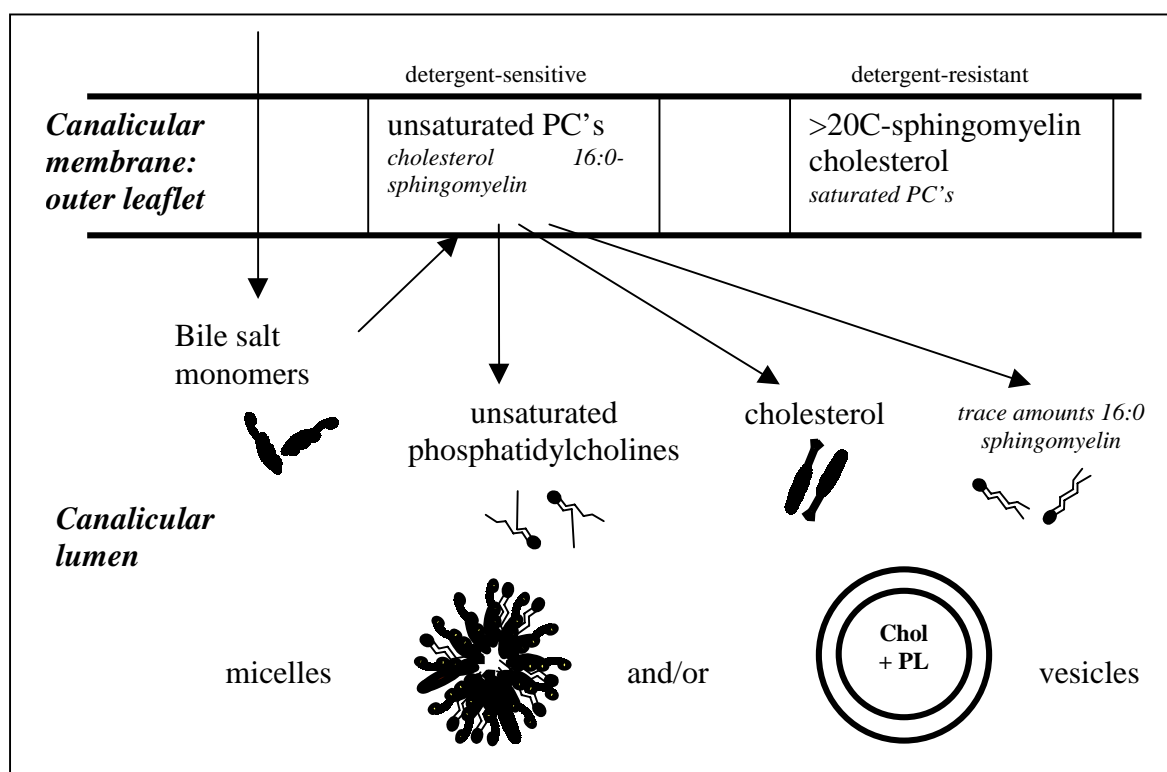 detergent-sensitive
detergent-resistant
Canalicular
membrane:
outer leaflet
unsaturated PC’s
cholesterol 16:0-
sphingomyelin
>20C-sphingomyelin
cholesterol
saturated PC’s
Bile salt
monomers
unsaturated
phosphatidylcholines
cholesterol
trace amounts 16:0
sphingomyelin
Canalicular
lumen
micelles
and/or
Chol
+ PL
vesicles